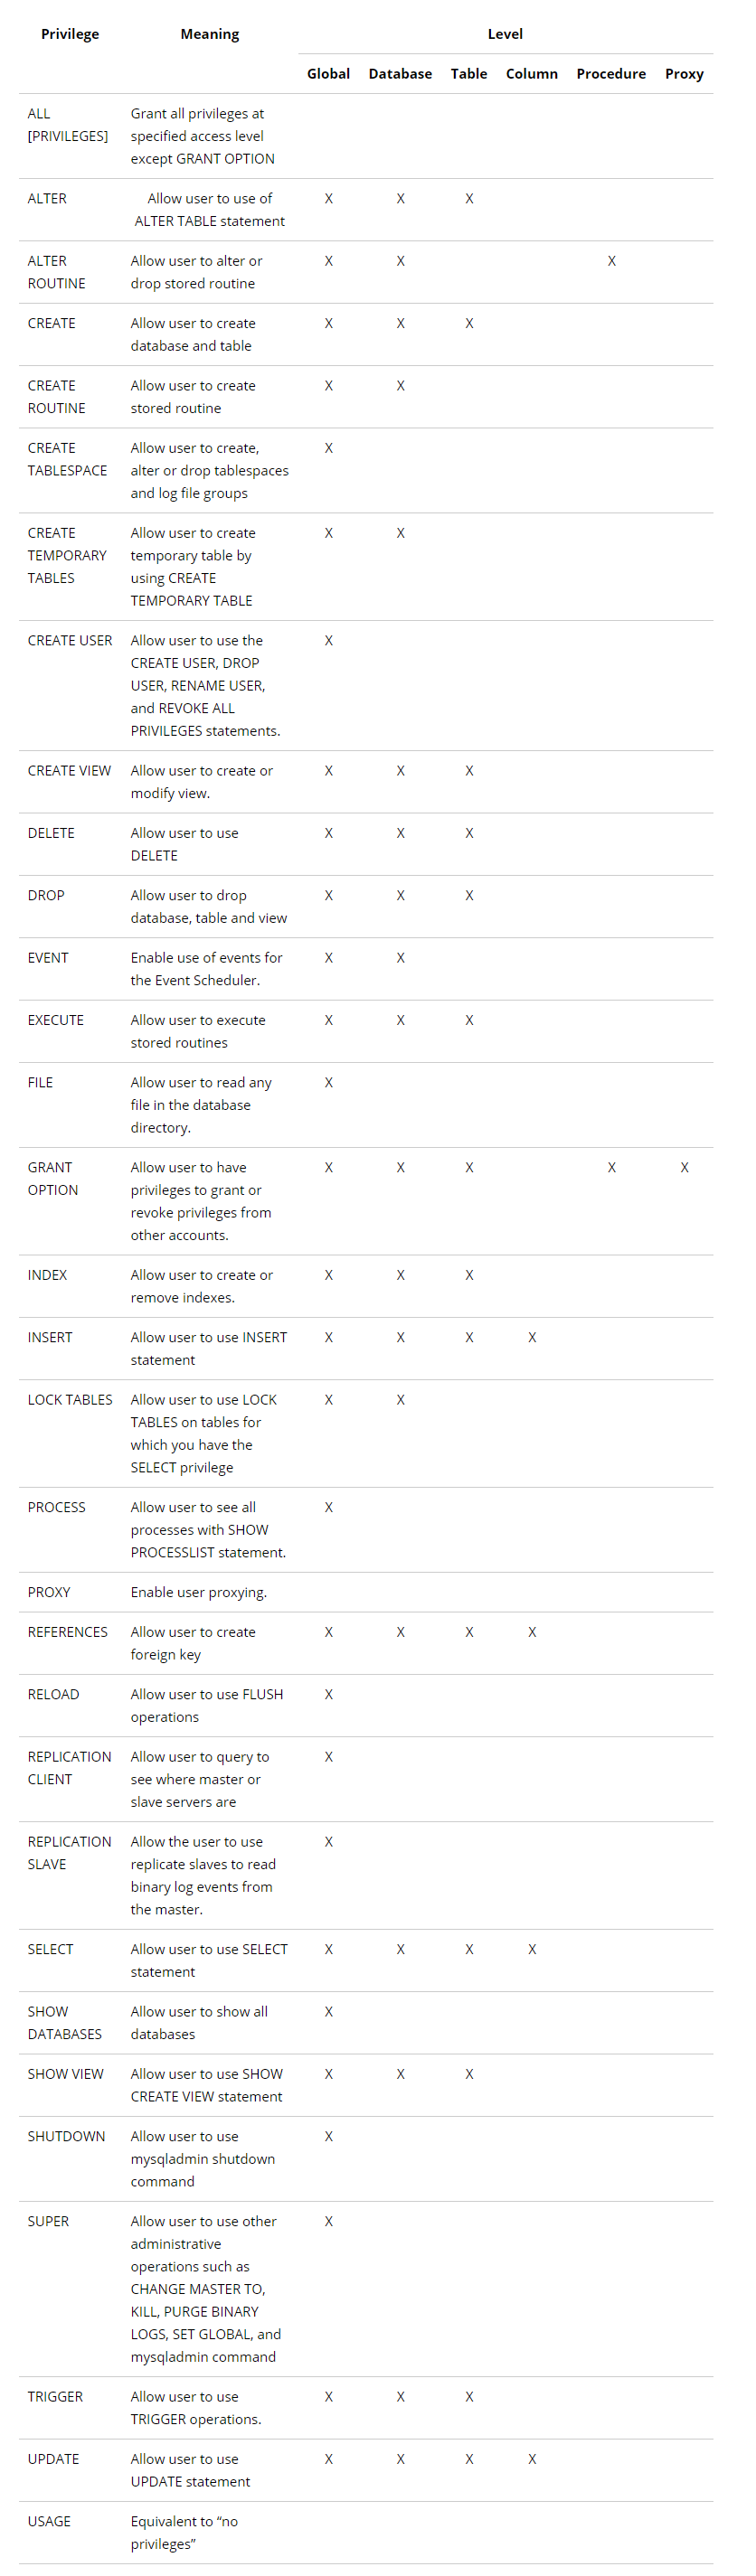 Privilege Meaning Level
Global Database Table Column Procedure Proxy
ALL Grant all privileges at
[PRIVILEGES] specified access level
except GRANT OPTION
ALTER Allow user to use of X X X
ALTER TABLE statement
ALTER Allow user to alter or X X X
ROUTINE drop stored routine
CREATE Allow user to create X X X
database and table
CREATE Allow user to create X X
ROUTINE stored routine
CREATE Allow user to create, X
TABLESPACE alter or drop tablespaces
and log file groups
CREATE Allow user to create X X
TEMPORARY temporary table by
TABLES using CREATE
TEMPORARY TABLE
CREATE USER Allow user to use the X
CREATE USER, DROP
USER, RENAME USER,
and REVOKE ALL
PRIVILEGES statements.
CREATE VIEW Allow user to create or X X X
modify view.
DELETE Allow user to use X X X
DELETE
DROP Allow user to drop X X X
database, table and view
EVENT Enable use of events for X X
the Event Scheduler.
EXECUTE Allow user to execute X X X
stored routines
FILE Allow user to read any X
file in the database
directory.
GRANT Allow user to have X X X X X
OPTION privileges to grant or
revoke privileges from
other accounts.
INDEX Allow user to create or X X X
remove indexes.
INSERT Allow user to use INSERT X X X X
statement
LOCK TABLES Allow user to use LOCK X X
TABLES on tables for
which you have the
SELECT privilege
PROCESS Allow user to see all X
processes with SHOW
PROCESSLIST statement.
PROXY Enable user proxying.
REFERENCES Allow user to create X X X X
foreign key
RELOAD Allow user to use FLUSH X
operations
REPLICATION Allow user to query to X
CLIENT see where master or
slave servers are
REPLICATION Allow the user to use X
SLAVE replicate slaves to read
binary log events from
the master.
SELECT Allow user to use SELECT X X X X
statement
SHOW Allow user to show all X
DATABASES databases
SHOW VIEW Allow user to use SHOW X X X
CREATE VIEW statement
SHUTDOWN Allow user to use X
mysqladmin shutdown
command
SUPER Allow user to use other X
administrative
operations such as
CHANGE MASTER TO,
KILL, PURGE BINARY
LOGS, SET GLOBAL, and
mysqladmin command
TRIGGER Allow user to use X X X
TRIGGER operations.
UPDATE Allow user to use X X X X
UPDATE statement
USAGE Equivalent to “no
privileges”